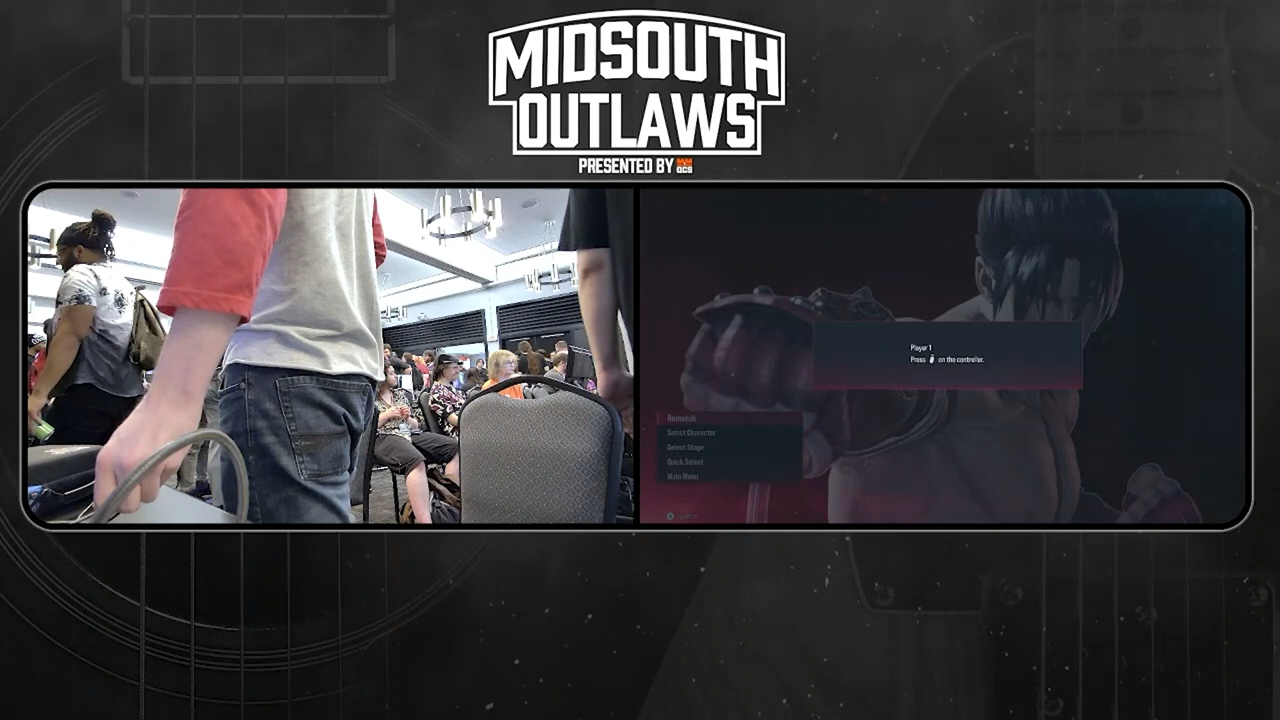 MIDSOUTH
OUTLAWS
PRESENTED BY QCS
Player 1
Press on the controller.
Rematch
Select Character
Select Stage
Quick Select
Main Menu